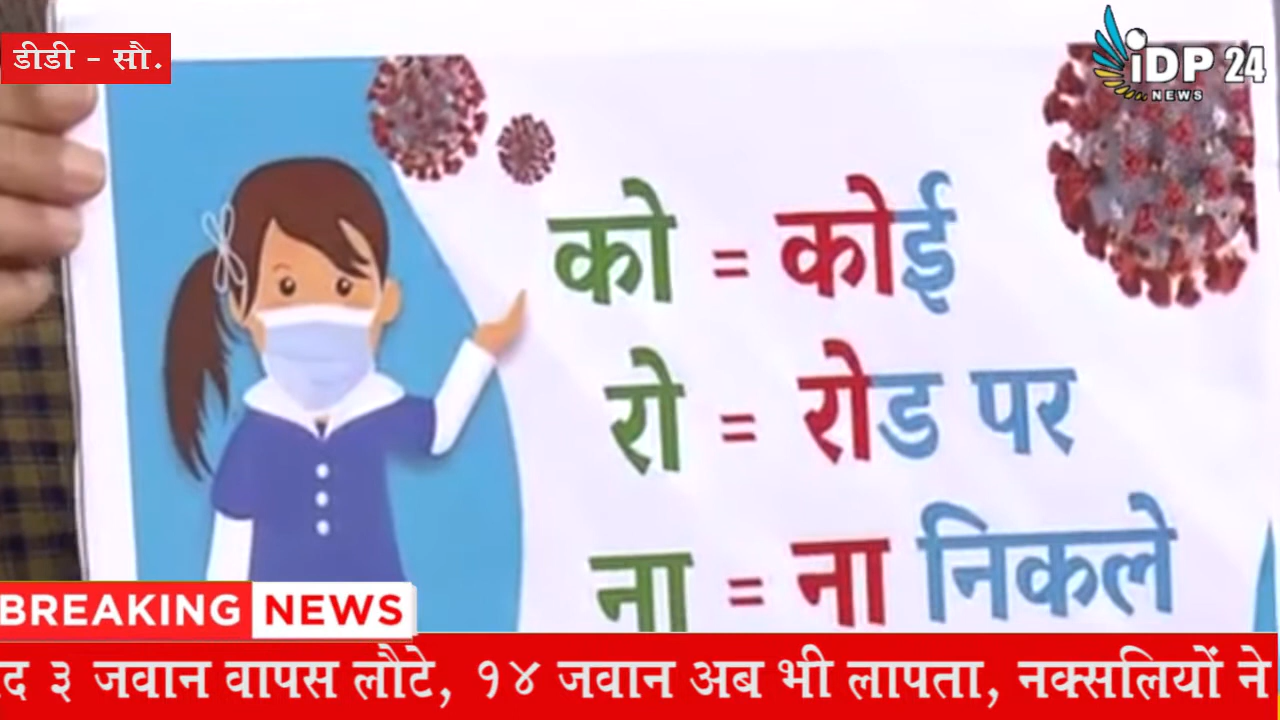 डीडी - सौ.
iDP 24
NEWS
को = कोई
रो = रोड पर
ना = ना निकले
BREAKING NEWS
द ३ जवान वापस लौटे, १४ जवान अब भी लापता, नक्सलियों ने